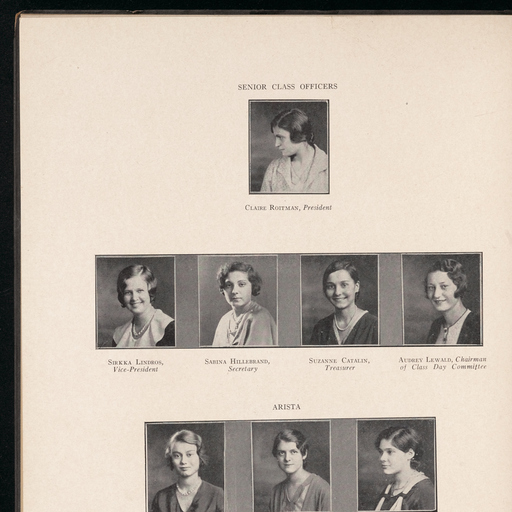 SENIOR CLASS OFFICERS
CLAIRE ROITMAN, President
SIRKKA LINDROS,
Vice-President
SABINA HILLEBRAND,
Secretary
SUZANNE CATALIN,
Treasurer
AUDREY LEWALD, Chairman
of Class Day Committee
ARISTA